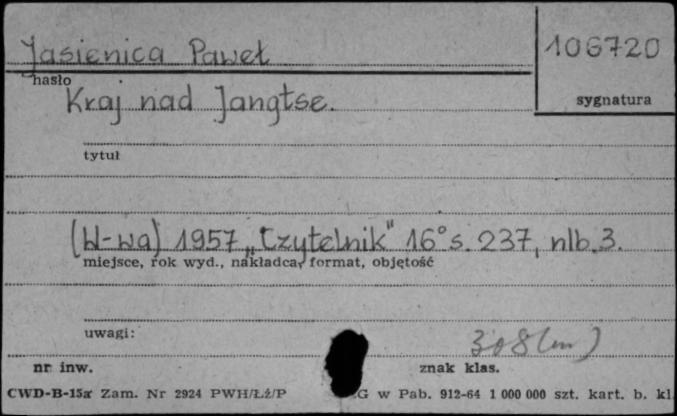 Jasienica Paweł
106720
hasło
sygnatura
Kraj nad Jangtse.
tytuł
(W-wa) 1957 „Czytelnik" 16° s. 237, nlb. 3.
miejsce, rok wyd., nakładca, format, objętość
uwagi:
308(
nr inw.
znak klas.
CWD-B-15a Zam. Nr 2924 PWH/Łź/P G w Pab. 912-64 1 000 000 szt. kart. b. kl.